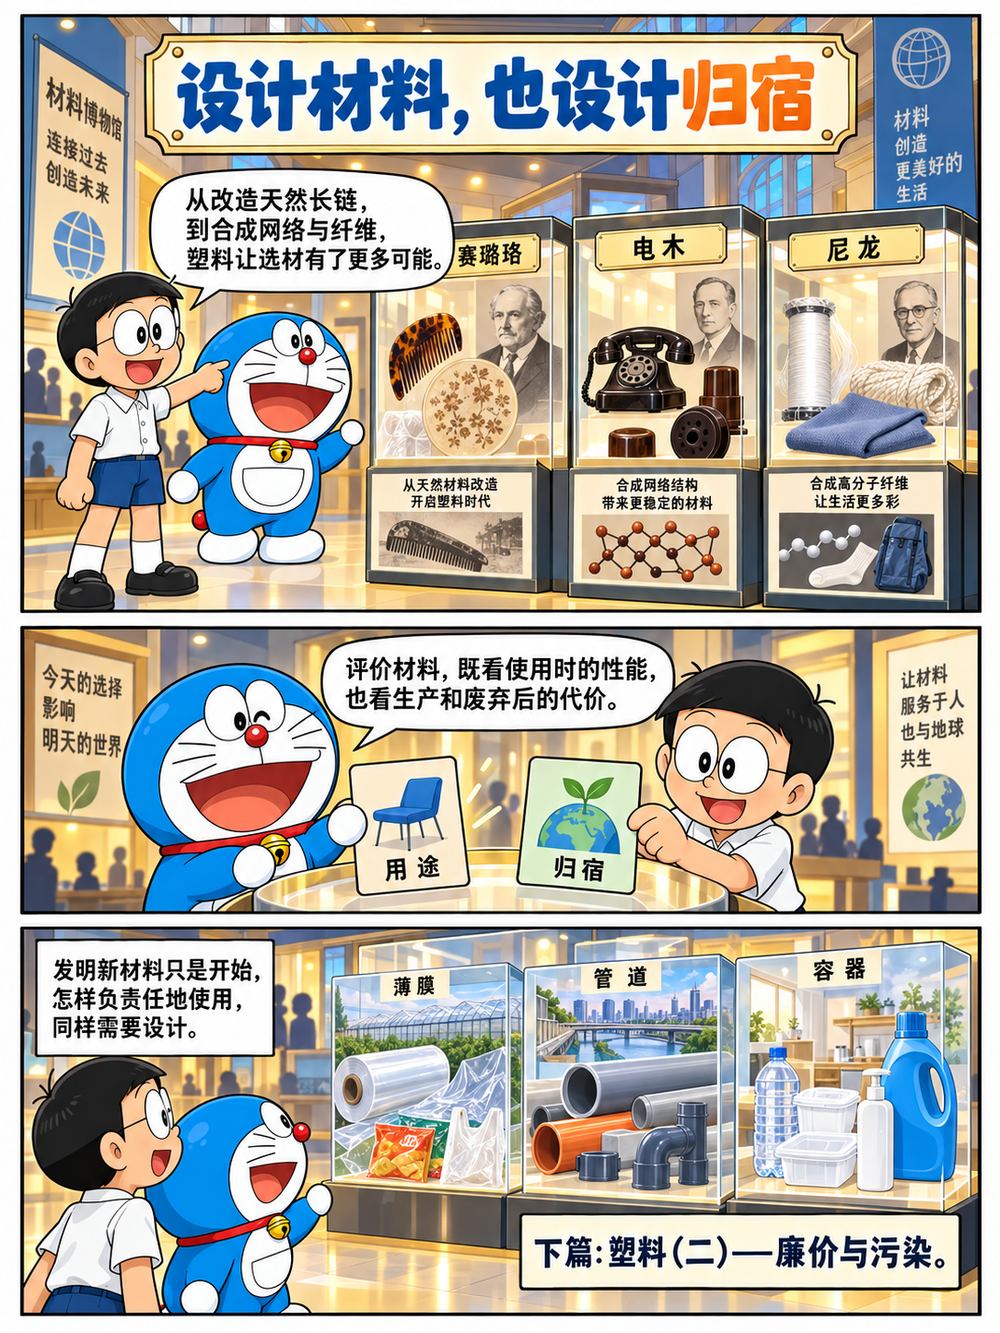 设计材料，也设计归宿
材料博物馆
连接过去
创造未来
材料
创造
更美好的
生活
从改造天然长链，
到合成网络与纤维，
塑料让选材有了更多可能。
赛璐珞
电木
尼龙
从天然材料改造
开启塑料时代
合成网络结构
带来更稳定的材料
合成高分子纤维
让生活更多彩
今天的选择
影响
明天的世界
评价材料，既看使用时的性能，
也看生产和废弃后的代价。
让材料
服务于人
也与地球
共生
用途
归宿
发明新材料只是开始，
怎样负责任地使用，
同样需要设计。
薄膜
管道
容器
下篇：塑料（二）——廉价与污染。